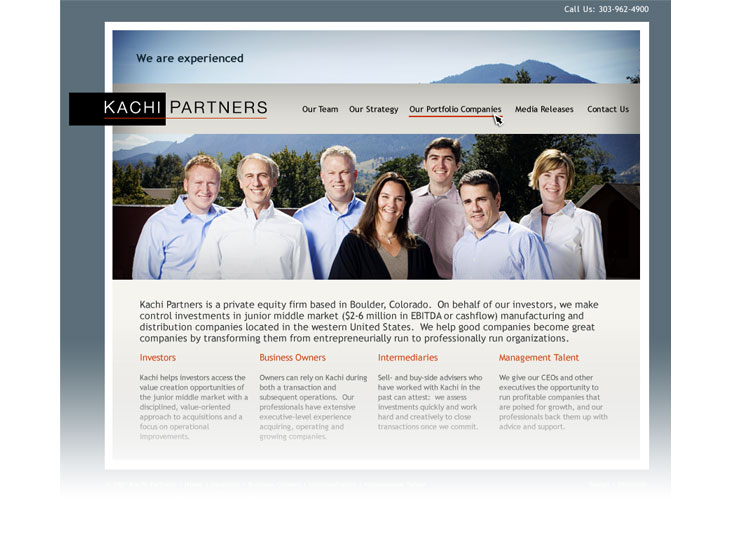 Call Us: 303-962-4900
We are experienced
KACHI PARTNERS
Our Team Our Strategy Our Portfolio Companies Media Releases Contact Us
Kachi Partners is a private equity firm based in Boulder, Colorado. On behalf of our investors, we make
control investments in junior middle market ($2-6 million in EBITDA or cashflow) manufacturing and
distribution companies located in the western United States. We help good companies become great
companies by transforming them from entrepreneurially run to professionally run organizations.
Investors
Kachi helps investors access the
value creation opportunities of
the junior middle market with a
disciplined, value-oriented
approach to acquisitions and a
focus on operational
improvements.
Business Owners
Owners can rely on Kachi during
both a transaction and
subsequent operations. Our
professionals have extensive
executive-level experience
acquiring, operating and
growing companies.
Intermediaries
Sell- and buy-side advisers who
have worked with Kachi in the
past can attest: we assess
investments quickly and work
hard and creatively to close
transactions once we commit.
Management Talent
We give our CEOs and other
executives the opportunity to
run profitable companies that
are poised for growth, and our
professionals back them up with
advice and support.